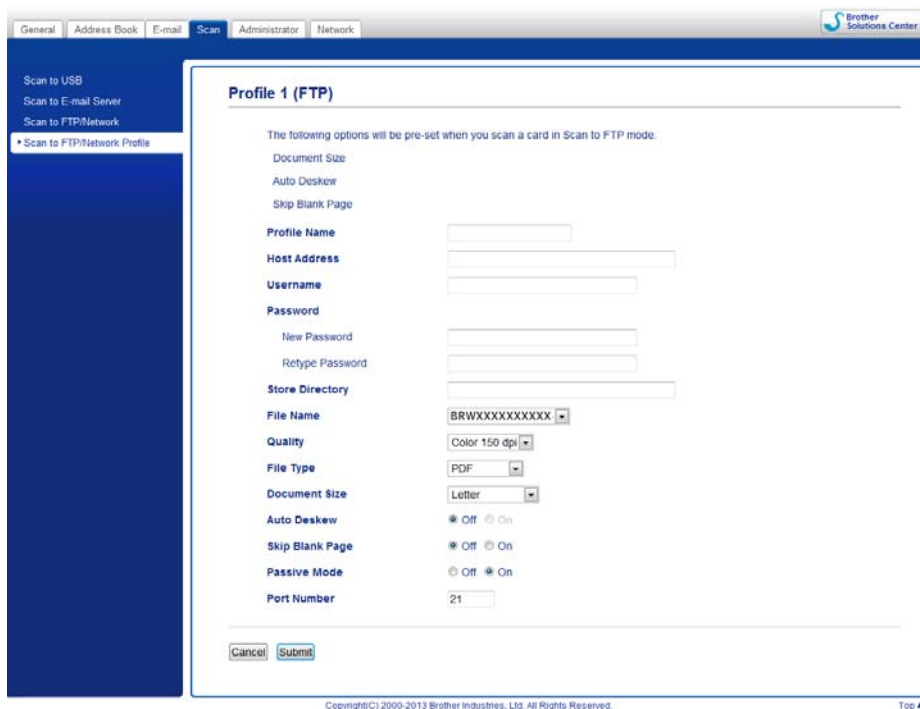 General Address Book E-mail Scan Administrator Network
Brother
Solutions Center
Scan to USB
Scan to E-mail Server
Scan to FTP/Network
Scan to FTP/Network Profile
Profile 1 (FTP)
The following options will be pre-set when you scan a card in Scan to FTP mode.
Document Size
Auto Deskew
Skip Blank Page
Profile Name
Host Address
Username
Password
New Password
Retype Password
Store Directory
File Name BRWXXXXXXXXXX
Quality Color 150 dpi
File Type PDF
Document Size Letter
Auto Deskew Off On
Skip Blank Page Off On
Passive Mode Off On
Port Number 21
Cancel Submit
Copyright(C) 2000-2013 Brother Industries, Ltd. All Rights Reserved. Top